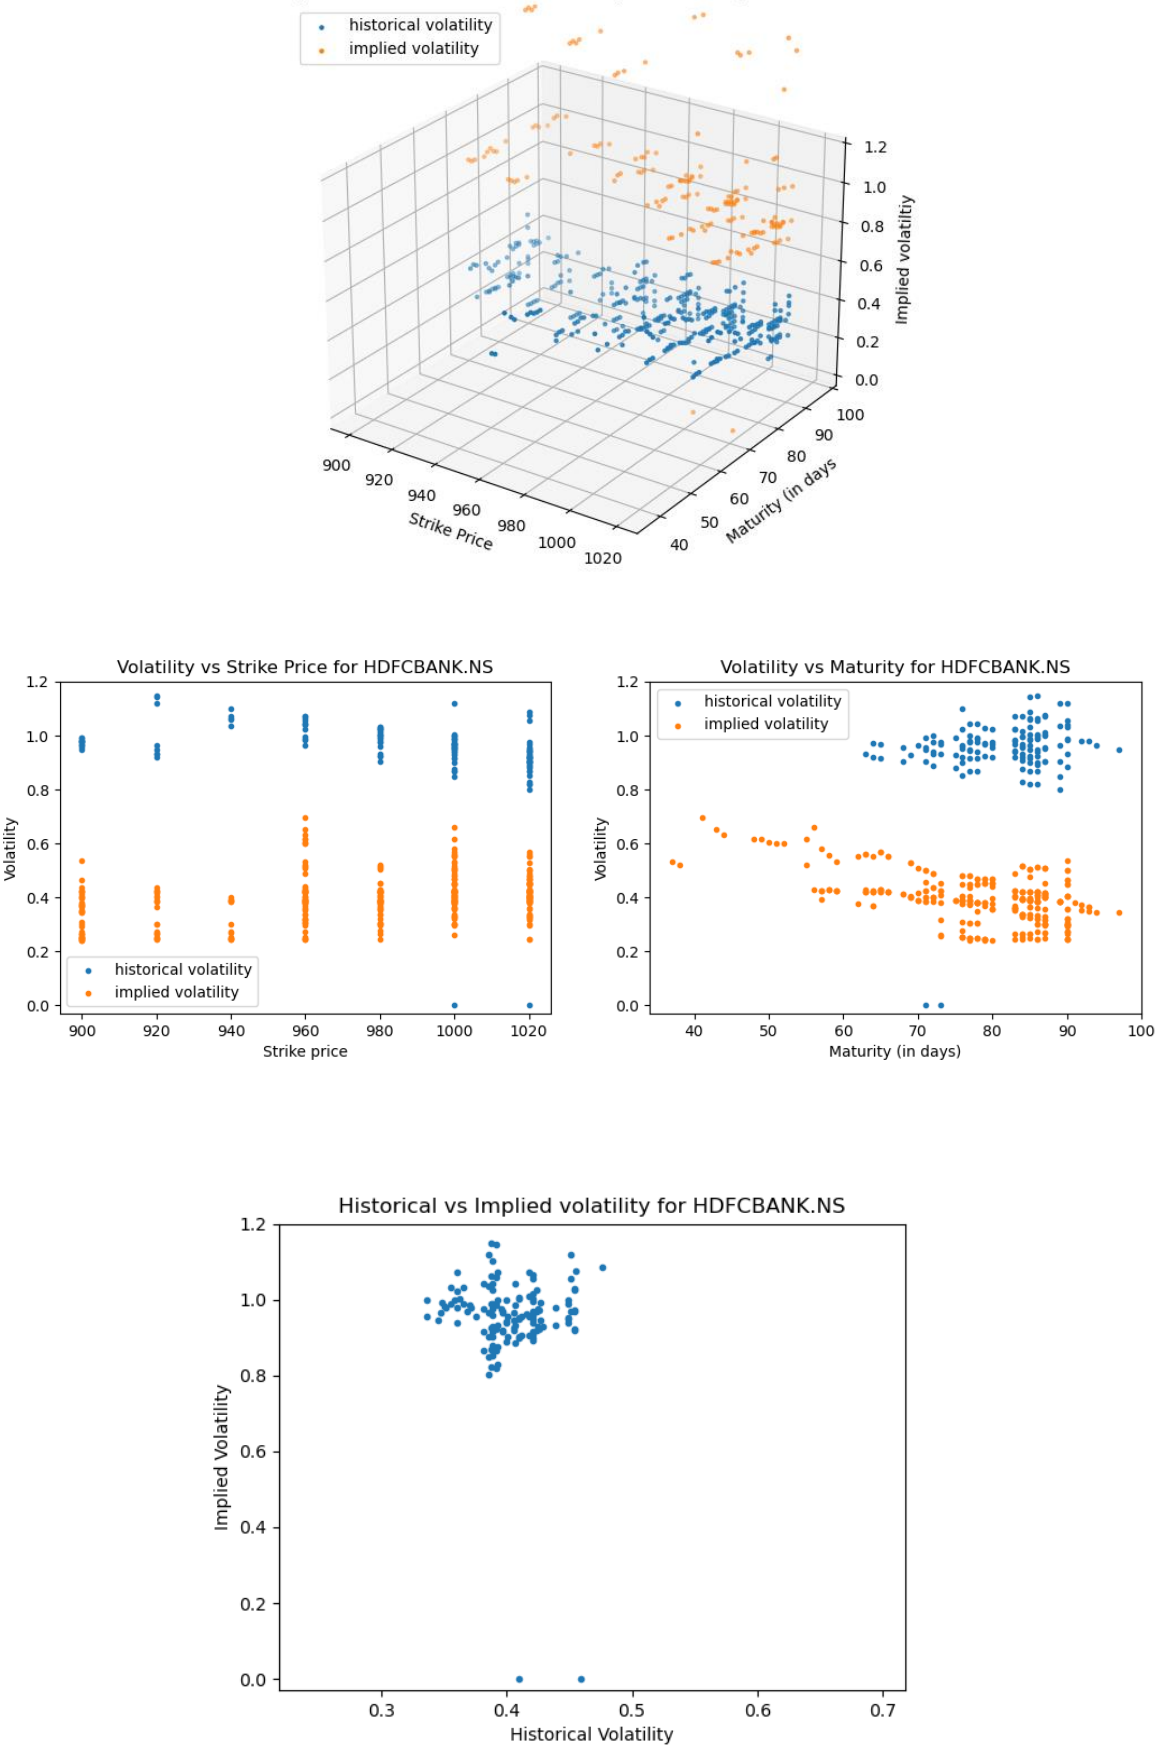 historical volatility
implied volatility
1.2
1.0
0.8
0.6
0.4
0.2
0.0
Implied volatiltiy
100
90
80
70
60
50
40
Maturity (in days
900
920
940
960
980
1000
1020
Strike Price
Volatility vs Strike Price for HDFCBANK.NS
1.2
1.0
0.8
0.6
0.4
0.2
0.0
Volatility
historical volatility
implied volatility
900 920 940 960 980 1000 1020
Strike price
Volatility vs Maturity for HDFCBANK.NS
historical volatility
implied volatility
1.2
1.0
0.8
0.6
0.4
0.2
0.0
Volatility
40 50 60 70 80 90 100
Maturity (in days)
Historical vs Implied volatility for HDFCBANK.NS
1.2
1.0
0.8
0.6
0.4
0.2
0.0
Implied Volatility
0.3 0.4 0.5 0.6 0.7
Historical Volatility